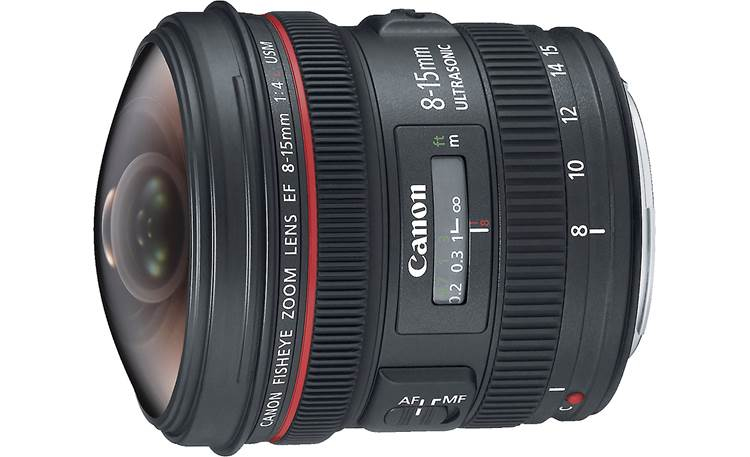 CANON FISHEYE ZOOM LENS EF 8-15mm 1:4 L USM
8-15mm
ULTRASONIC
Canon
ft m
0.2 0.3 1 ∞
8
AF MF
8 10 12 14 15
C